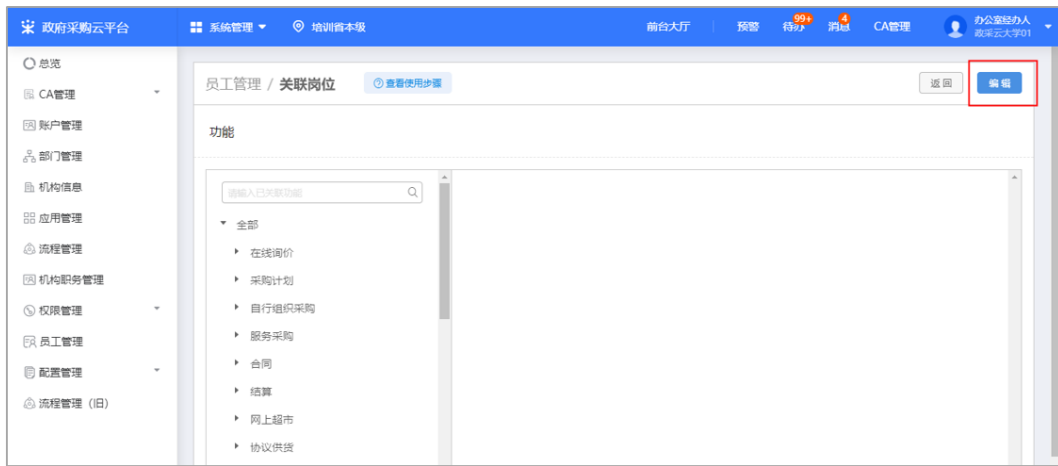 政府采购云平台 系统管理 培训省本级 前台大厅 预警 待办 99+ 消息 4 CA管理 办公室经办人
政采云大学01
总览
CA管理
账户管理
部门管理
机构信息
应用管理
流程管理
机构职务管理
权限管理
员工管理
配置管理
流程管理（旧）
员工管理 / 关联岗位 查看使用步骤 返回 编辑
功能
请输入已关联功能
全部
在线询价
采购计划
自行组织采购
服务采购
合同
结算
网上超市
协议供货